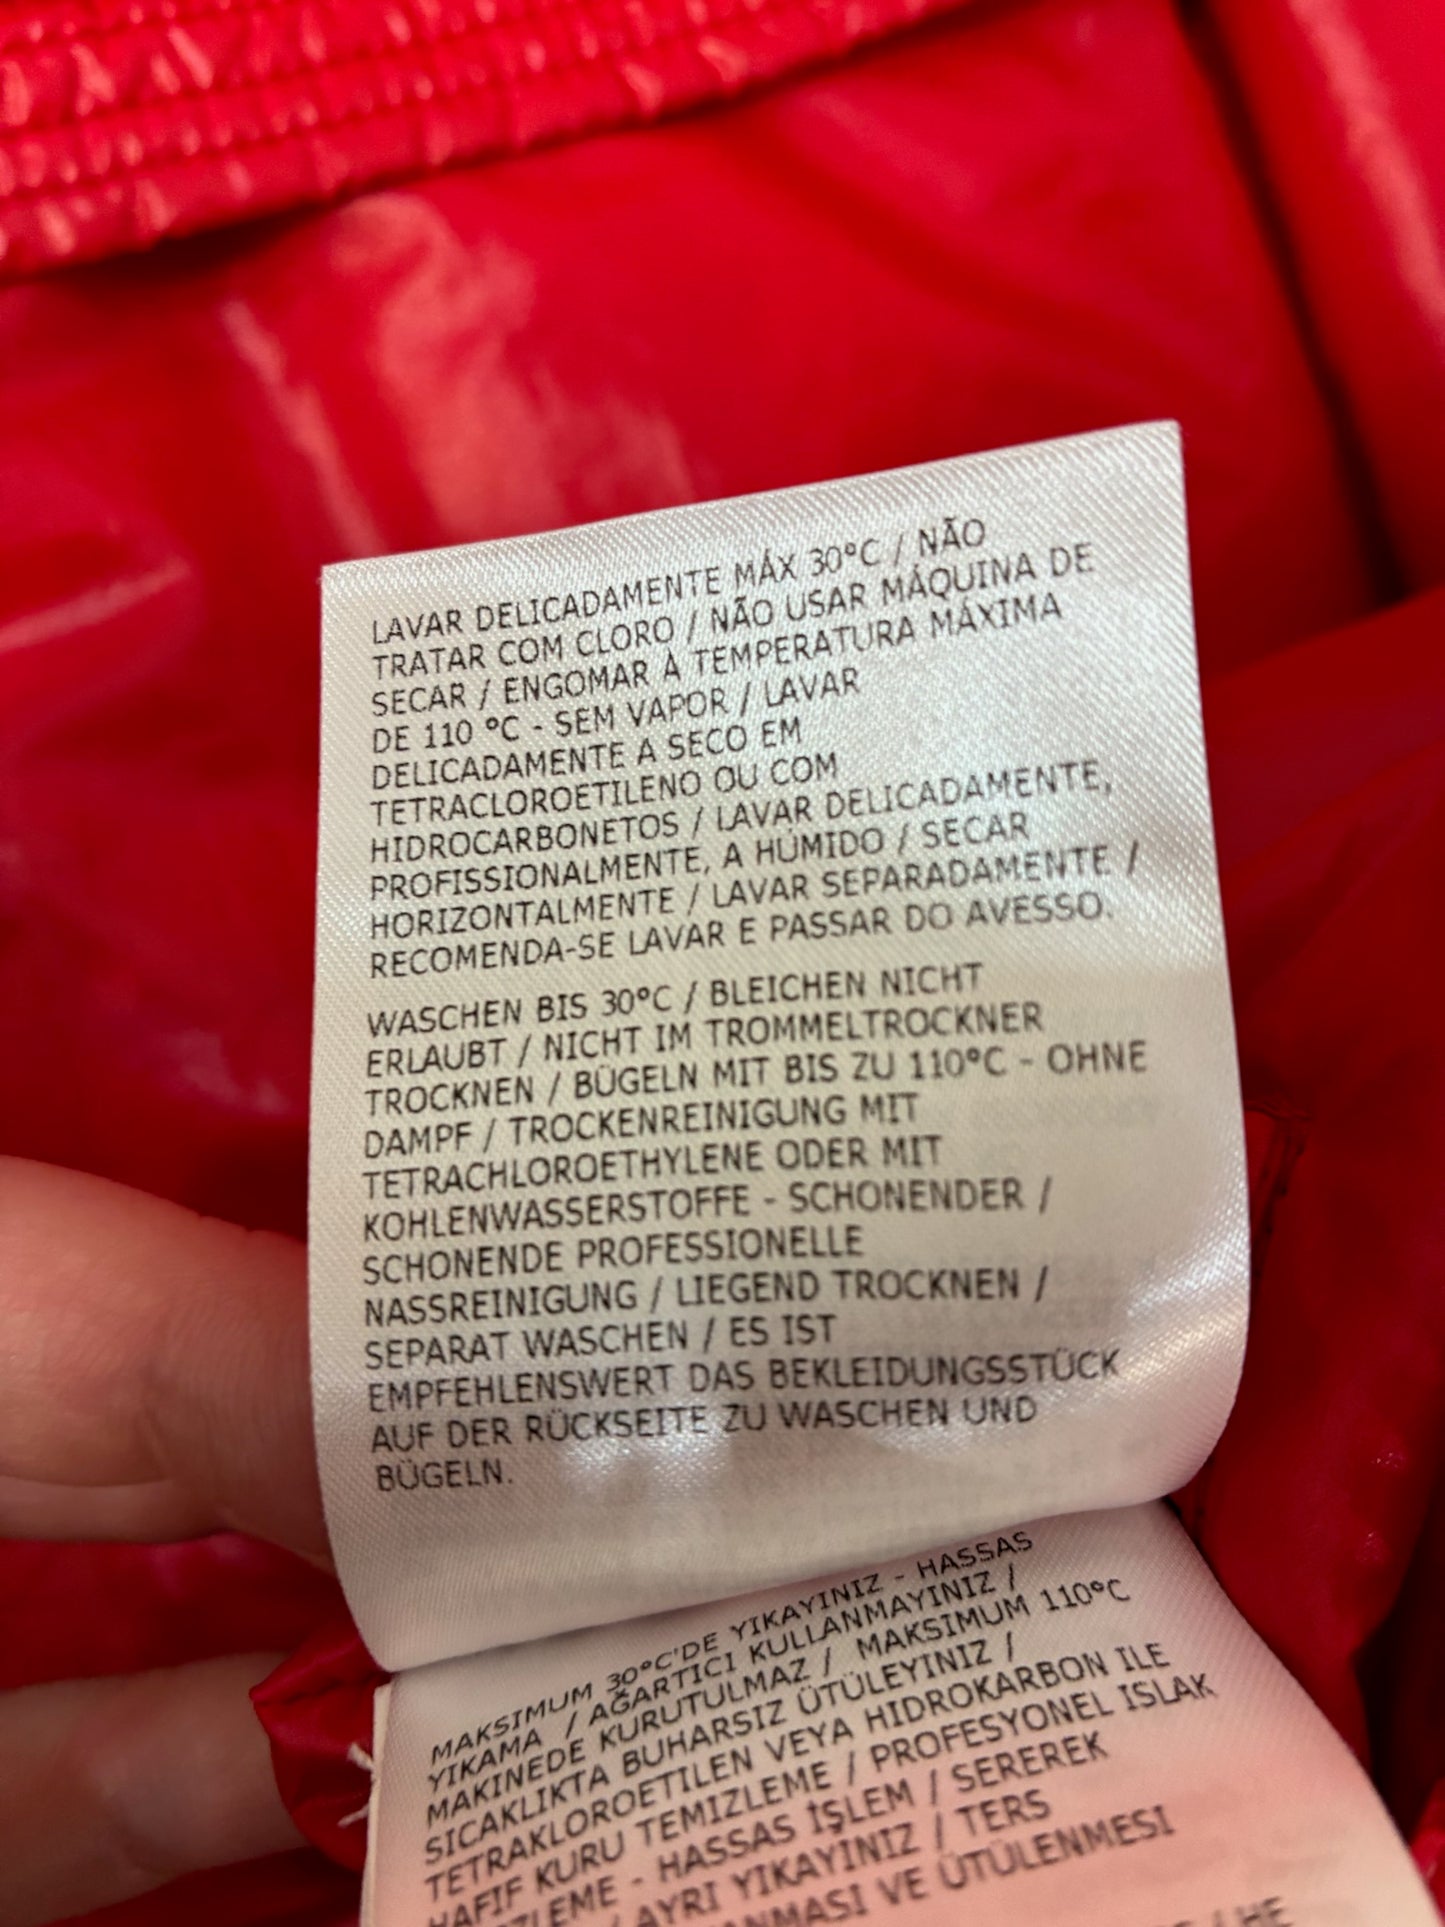 LAVAR DELICADAMENTE MÁX 30°C / NÃO
TRATAR COM CLORO / NÃO USAR MÁQUINA DE
SECAR / ENGOMAR À TEMPERATURA MÁXIMA
DE 110 °C - SEM VAPOR / LAVAR
DELICADAMENTE A SECO EM
TETRACLOROETILENO OU COM
HIDROCARBONETOS / LAVAR DELICADAMENTE,
PROFISSIONALMENTE, A HÚMIDO / SECAR
HORIZONTALMENTE / LAVAR SEPARADAMENTE /
RECOMENDA-SE LAVAR E PASSAR DO AVESSO.
WASCHEN BIS 30°C / BLEICHEN NICHT
ERLAUBT / NICHT IM TROMMELTROCKNER
TROCKNEN / BÜGELN MIT BIS ZU 110°C - OHNE
DAMPF / TROCKENREINIGUNG MIT
TETRACHLOROETHYLENE ODER MIT
KOHLENWASSERSTOFFE - SCHONENDER /
SCHONENDE PROFESSIONELLE
NASSREINIGUNG / LIEGEND TROCKNEN /
SEPARAT WASCHEN / ES IST
EMPFEHLENSWERT DAS BEKLEIDUNGSSTÜCK
AUF DER RÜCKSEITE ZU WASCHEN UND
BÜGELN.
MAKSIMUM 30°C'DE YIKAYINIZ - HASSAS
YIKAMA / AĞARTICI KULLANMAYINIZ /
MAKINEDE KURUTULMAZ / MAKSIMUM 110°C
SICAKLIKTA BUHARSIZ ÜTÜLEYINIZ /
TETRAKLOROETILEN VEYA HIDROKARBON ILE
HAFIF KURU TEMIZLEME / PROFESYONEL ISLAK
- HASSAS İŞLEM / SEREREK
/ AYRI YIKAYINIZ / TERS
VE ÜTÜLENMESI
/ HE